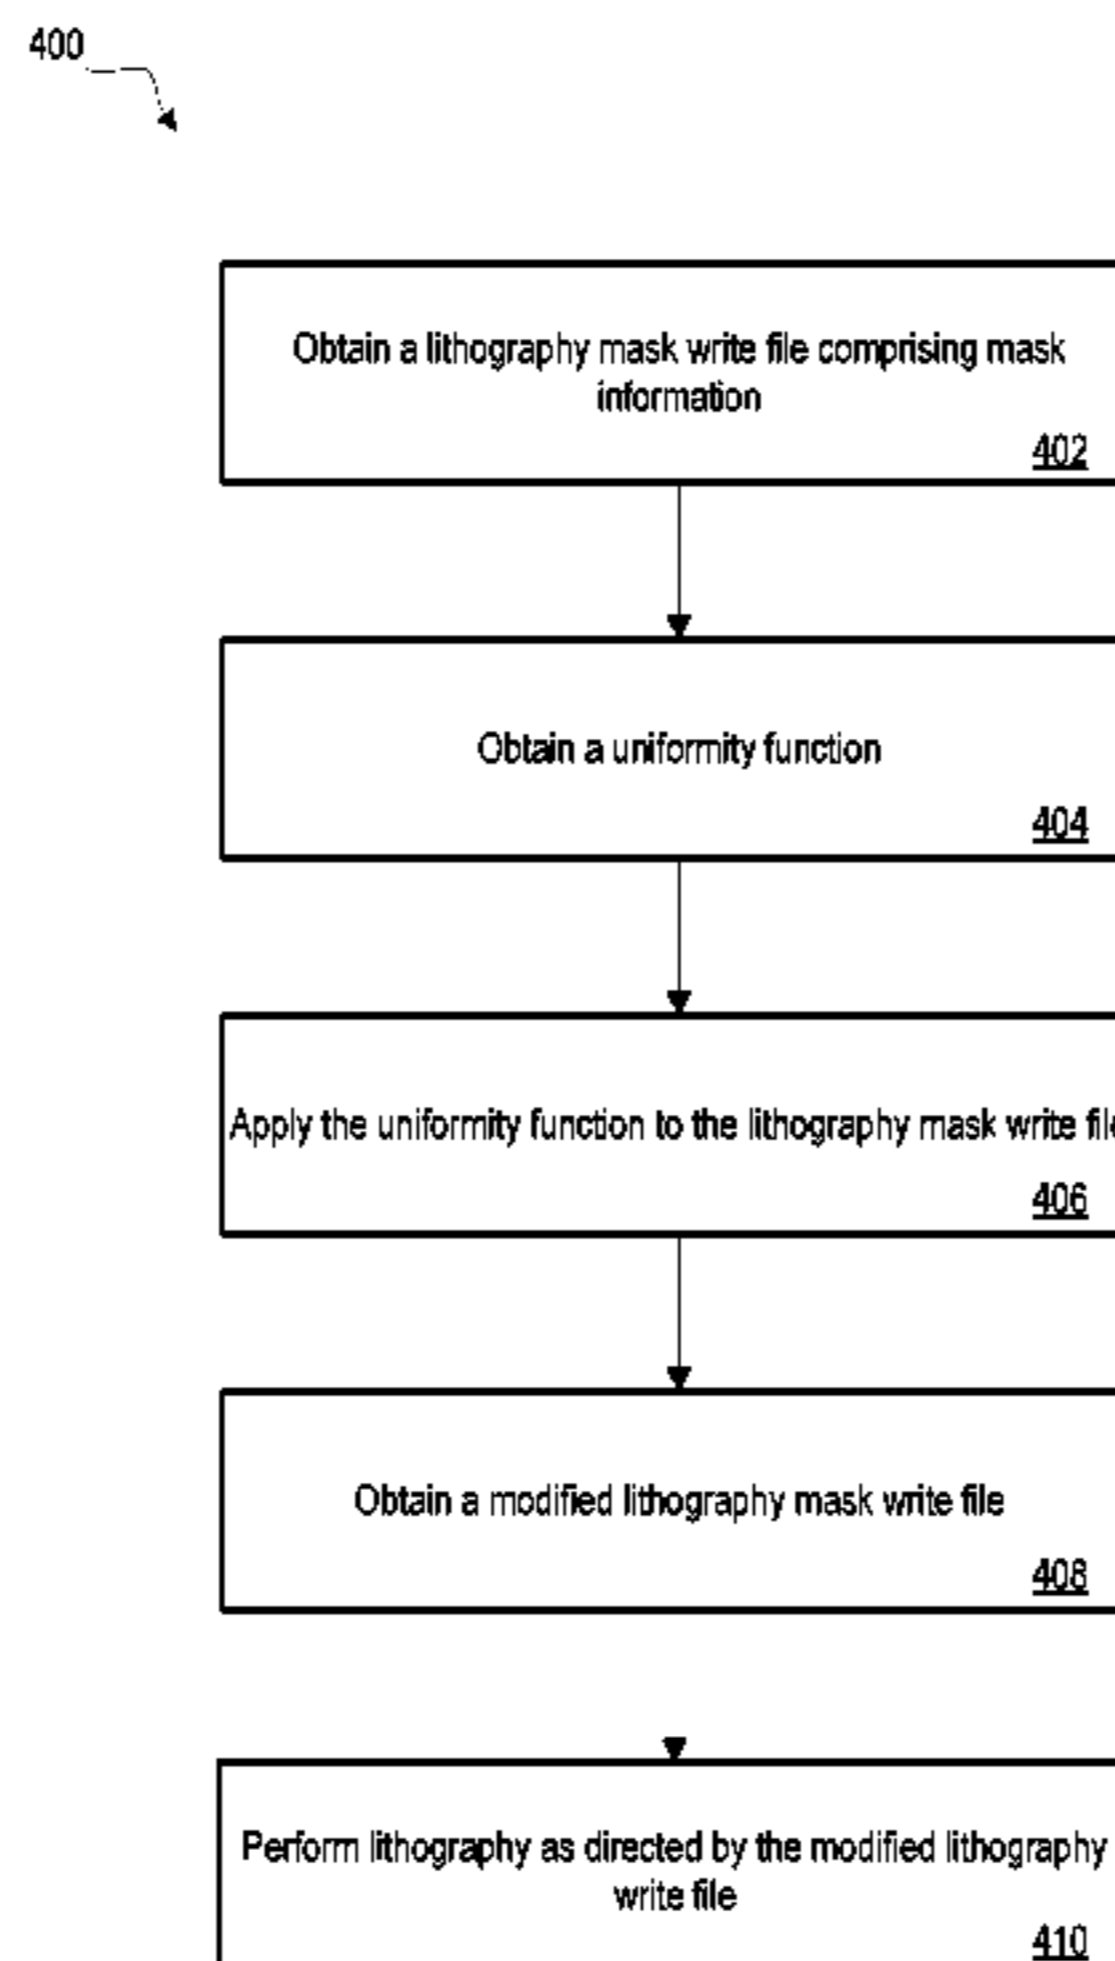 400
Obtain a lithography mask write file comprising mask
information
402
Obtain a uniformity function
404
Apply the uniformity function to the lithography mask write file
406
Obtain a modified lithography mask write file
408
Perform lithography as directed by the modified lithography
write file
410